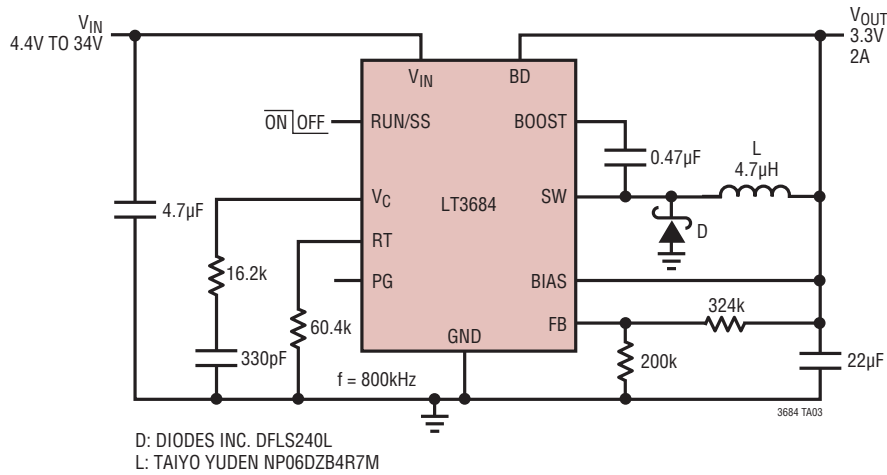 VIN
4.4V TO 34V
VOUT
3.3V
2A
VIN
BD
ON OFF
RUN/SS
BOOST
0.47µF
L
4.7µH
4.7µF
VC
LT3684
SW
D
RT
16.2k
PG
BIAS
324k
60.4k
FB
GND
330pF
200k
22µF
f = 800kHz
3684 TA03
D: DIODES INC. DFLS240L
L: TAIYO YUDEN NP06DZB4R7M